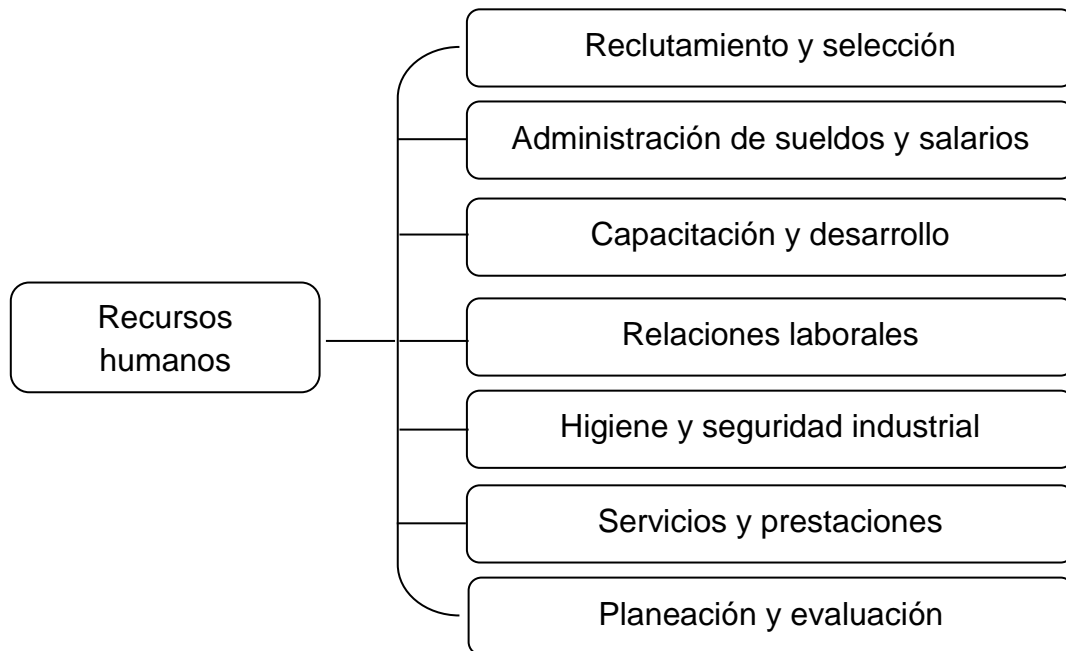 Reclutamiento y selección
Administración de sueldos y salarios
Capacitación y desarrollo
Recursos
humanos
Relaciones laborales
Higiene y seguridad industrial
Servicios y prestaciones
Planeación y evaluación